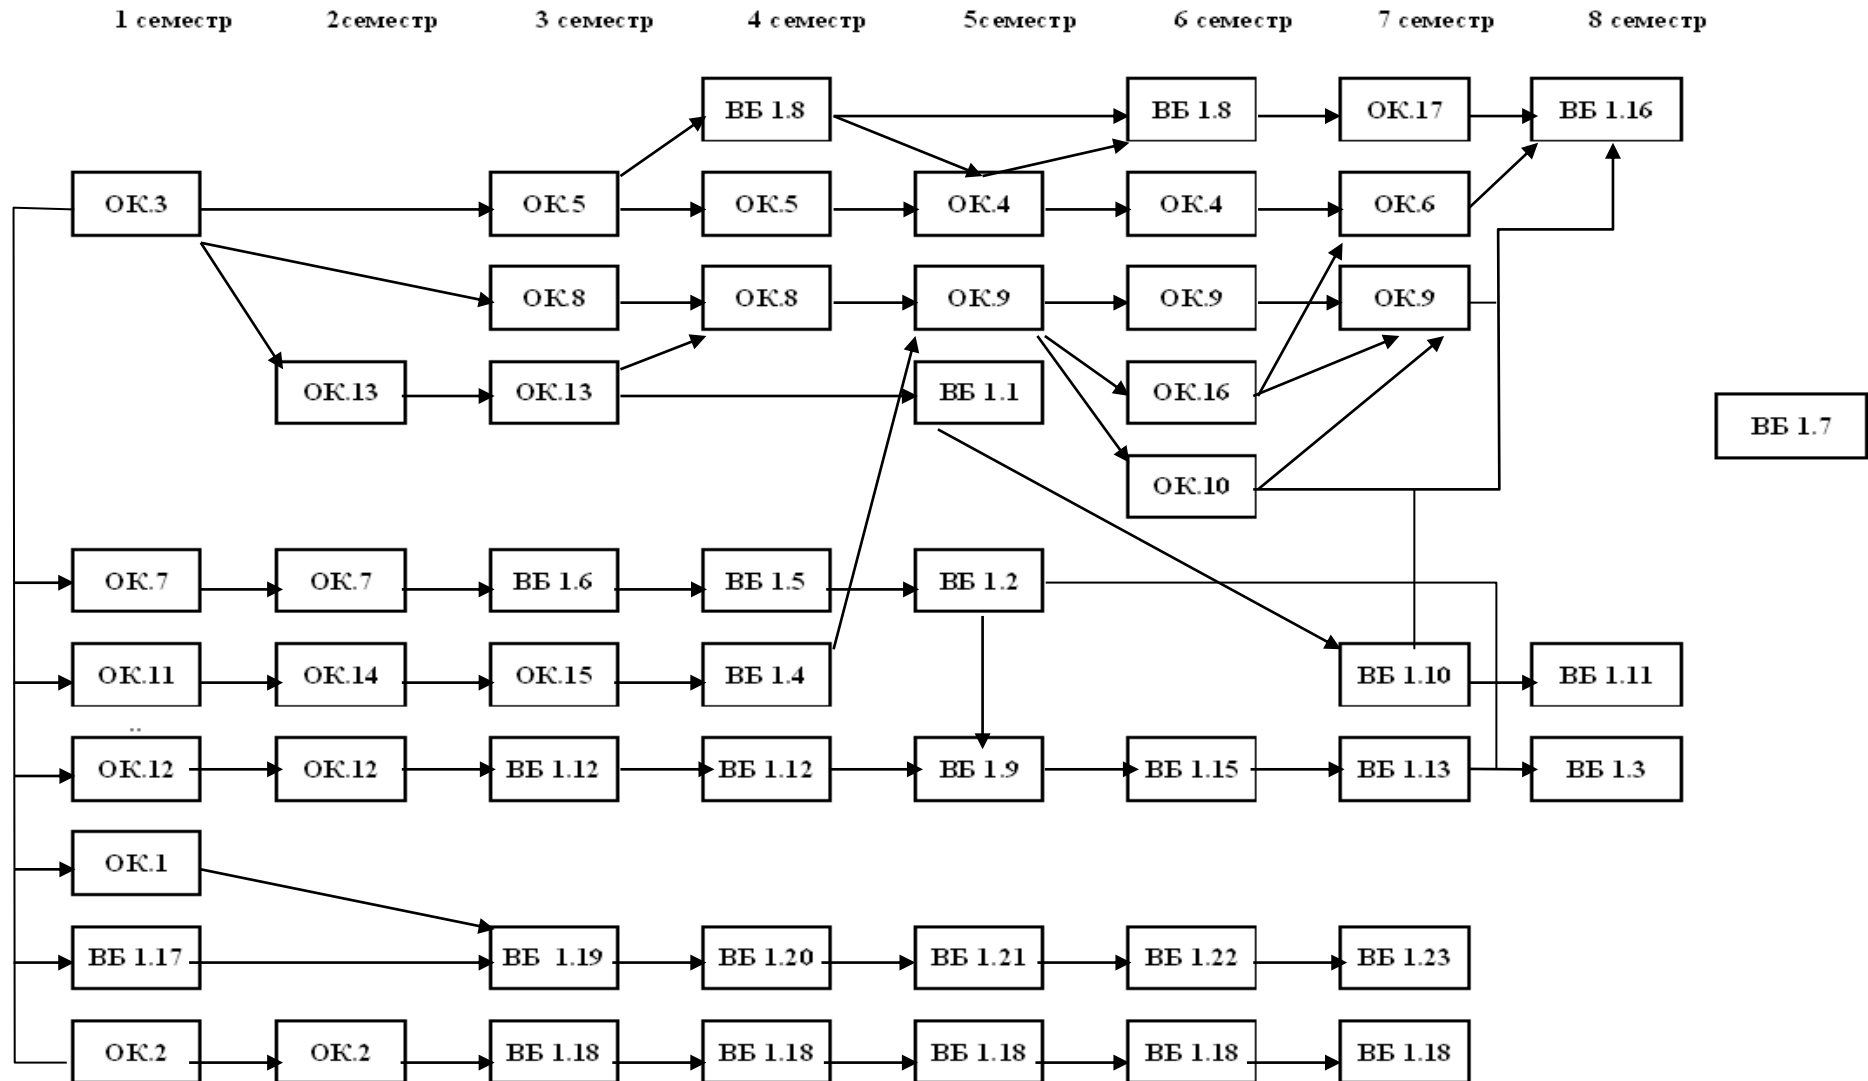 1 семестр 2семестр 3 семестр 4 семестр 5семестр 6 семестр 7 семестр 8 семестр
ВБ 1.8 ВБ 1.8 ОК.17 ВБ 1.16
ОК.3 ОК.5 ОК.5 ОК.4 ОК.4 ОК.6
ОК.8 ОК.8 ОК.9 ОК.9 ОК.9
ОК.13 ОК.13 ВБ 1.1 ОК.16
ВБ 1.7
ОК.10
ОК.7 ОК.7 ВБ 1.6 ВБ 1.5 ВБ 1.2
ОК.11 ОК.14 ОК.15 ВБ 1.4 ВБ 1.10 ВБ 1.11
ОК.12 ОК.12 ВБ 1.12 ВБ 1.12 ВБ 1.9 ВБ 1.15 ВБ 1.13 ВБ 1.3
ОК.1
ВБ 1.17 ВБ 1.19 ВБ 1.20 ВБ 1.21 ВБ 1.22 ВБ 1.23
ОК.2 ОК.2 ВБ 1.18 ВБ 1.18 ВБ 1.18 ВБ 1.18 ВБ 1.18